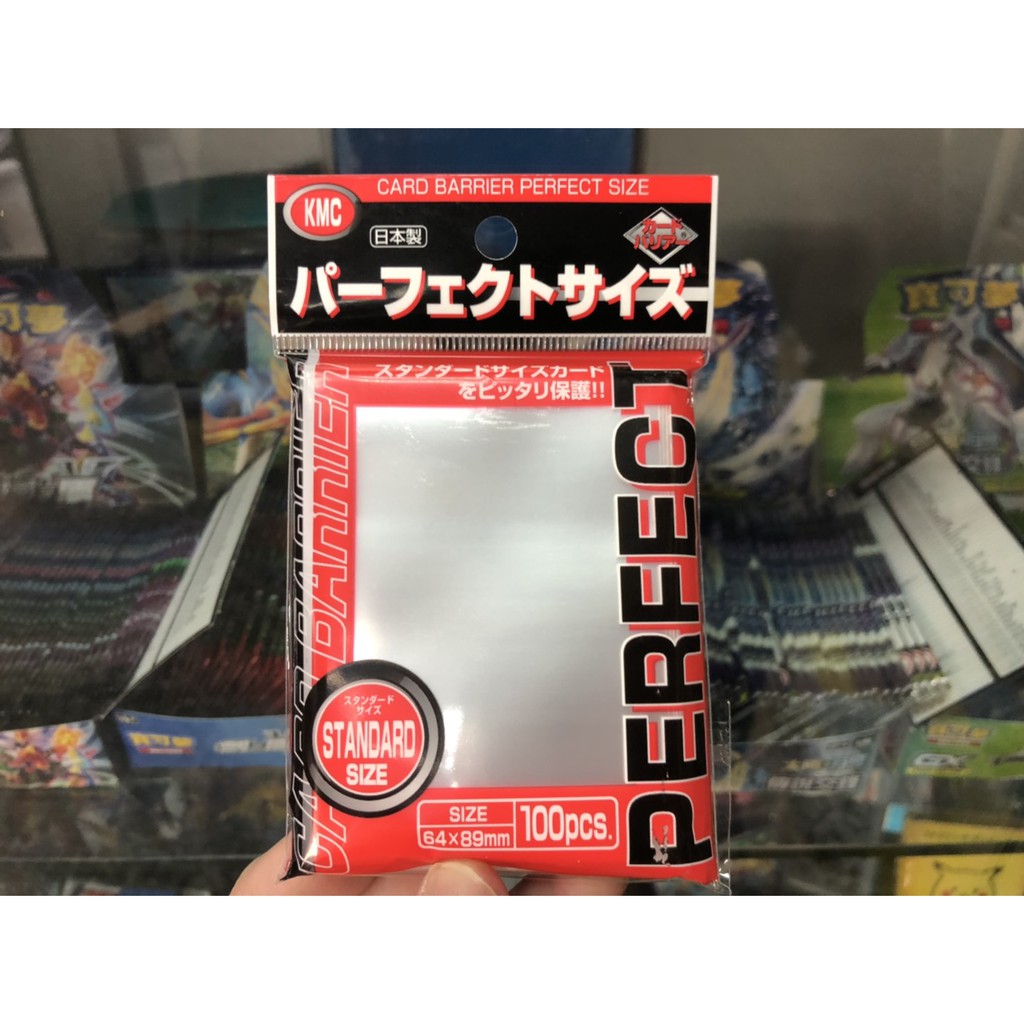 CARD BARRIER PERFECT SIZE
KMC
日本製
カード
バリアー
パーフェクトサイズ
スタンダードサイズカード
をピッタリ保護!!
CARD BARRIER
PERFECT
スタンダード
サイズ
STANDARD
SIZE
SIZE
64×89mm
100pcs.
GX